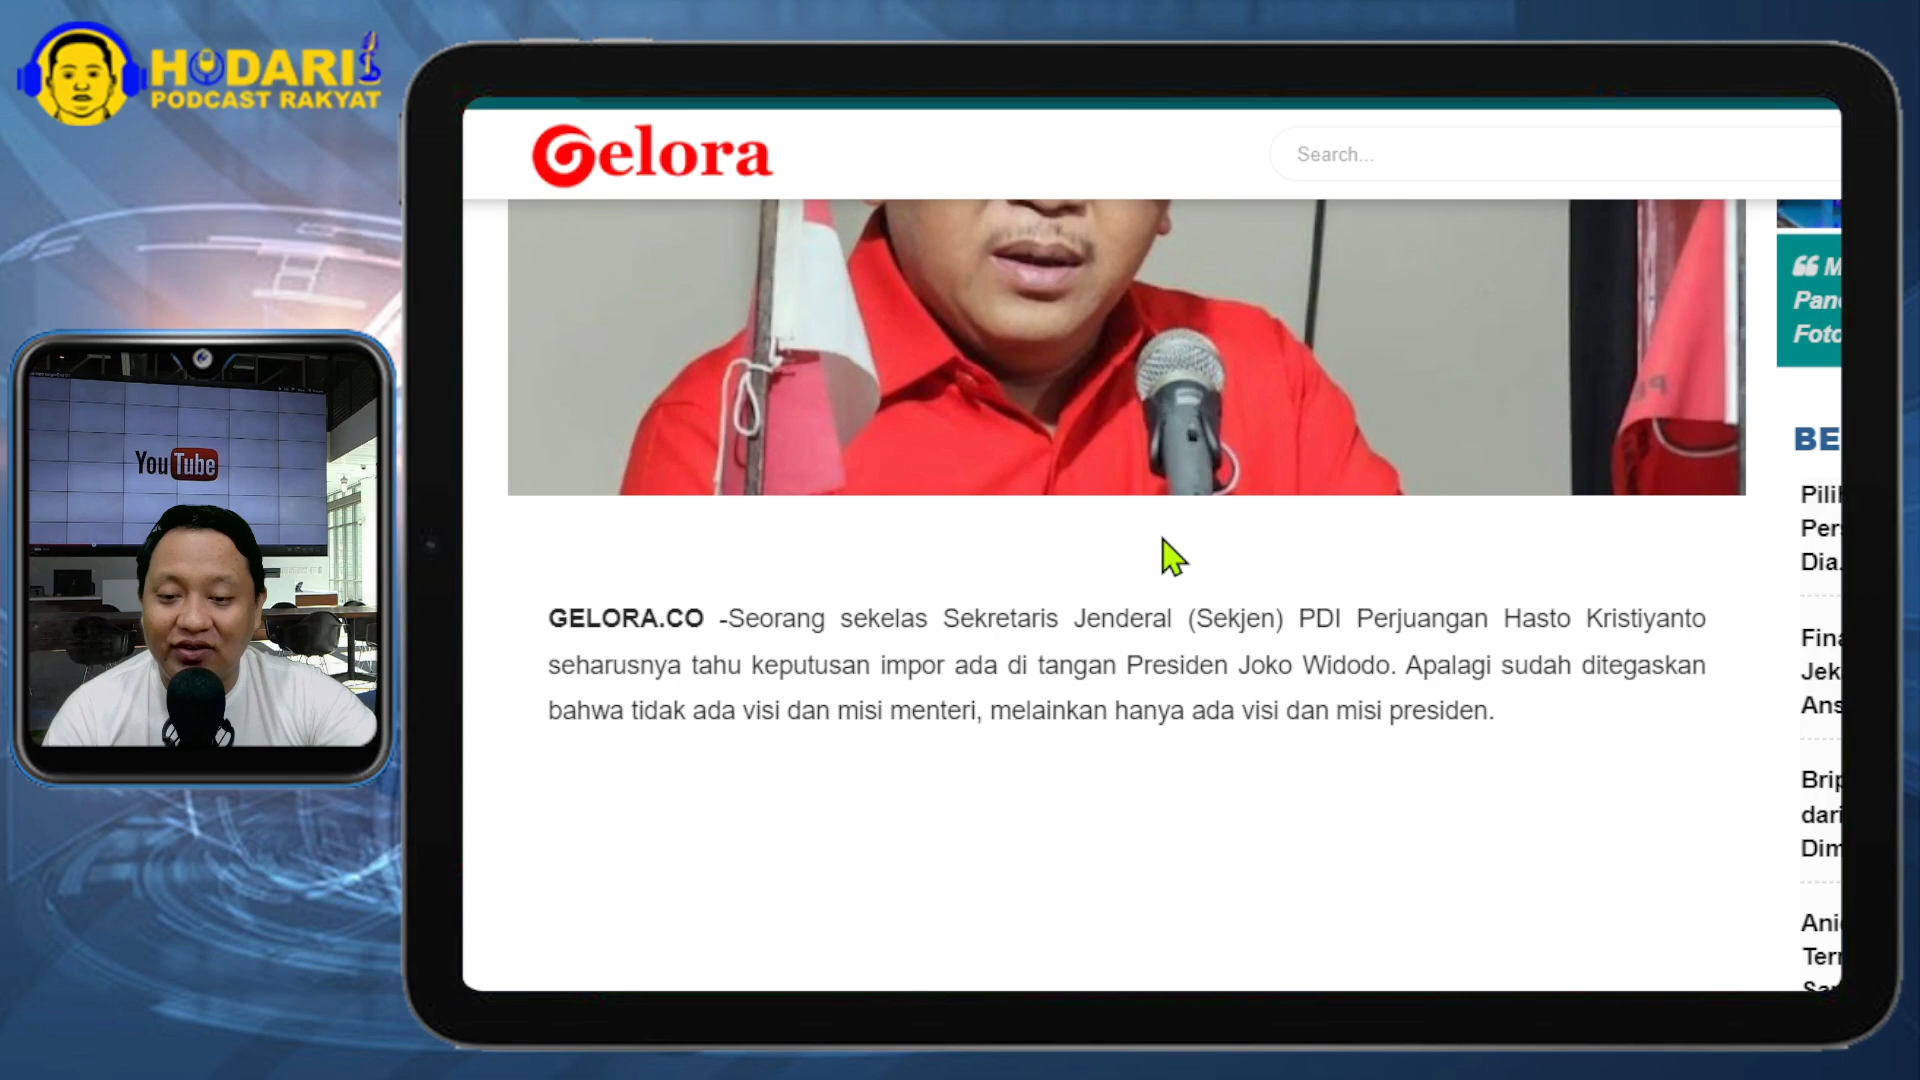 HODARI
PODCAST RAKYAT
Gelora
Search...
YouTube
GELORA.CO -Seorang sekelas Sekretaris Jenderal (Sekjen) PDI Perjuangan Hasto Kristiyanto
seharusnya tahu keputusan impor ada di tangan Presiden Joko Widodo. Apalagi sudah ditegaskan
bahwa tidak ada visi dan misi menteri, melainkan hanya ada visi dan misi presiden.